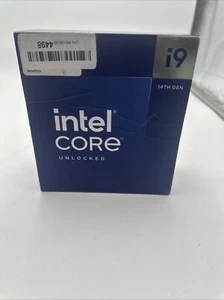 4498
i9
14TH GEN
intel
CORE
UNLOCKED